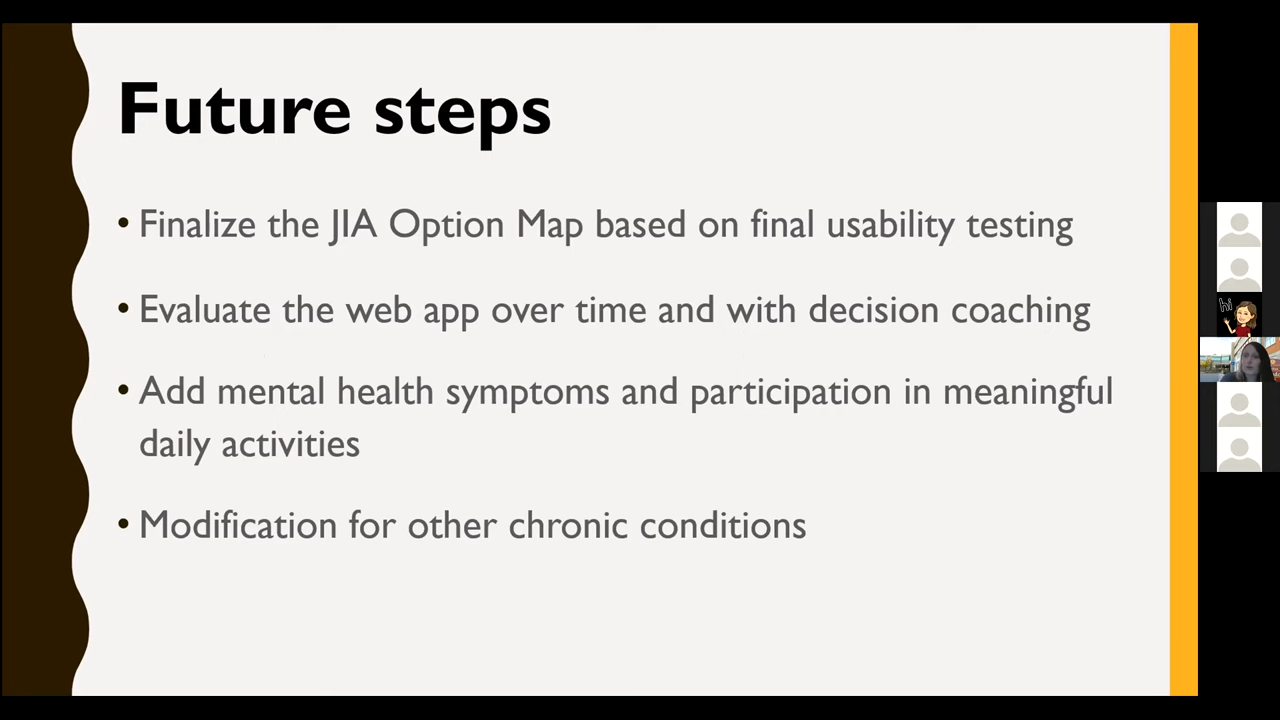 Future steps
• Finalize the JIA Option Map based on final usability testing
• Evaluate the web app over time and with decision coaching
• Add mental health symptoms and participation in meaningful
daily activities
• Modification for other chronic conditions
hi